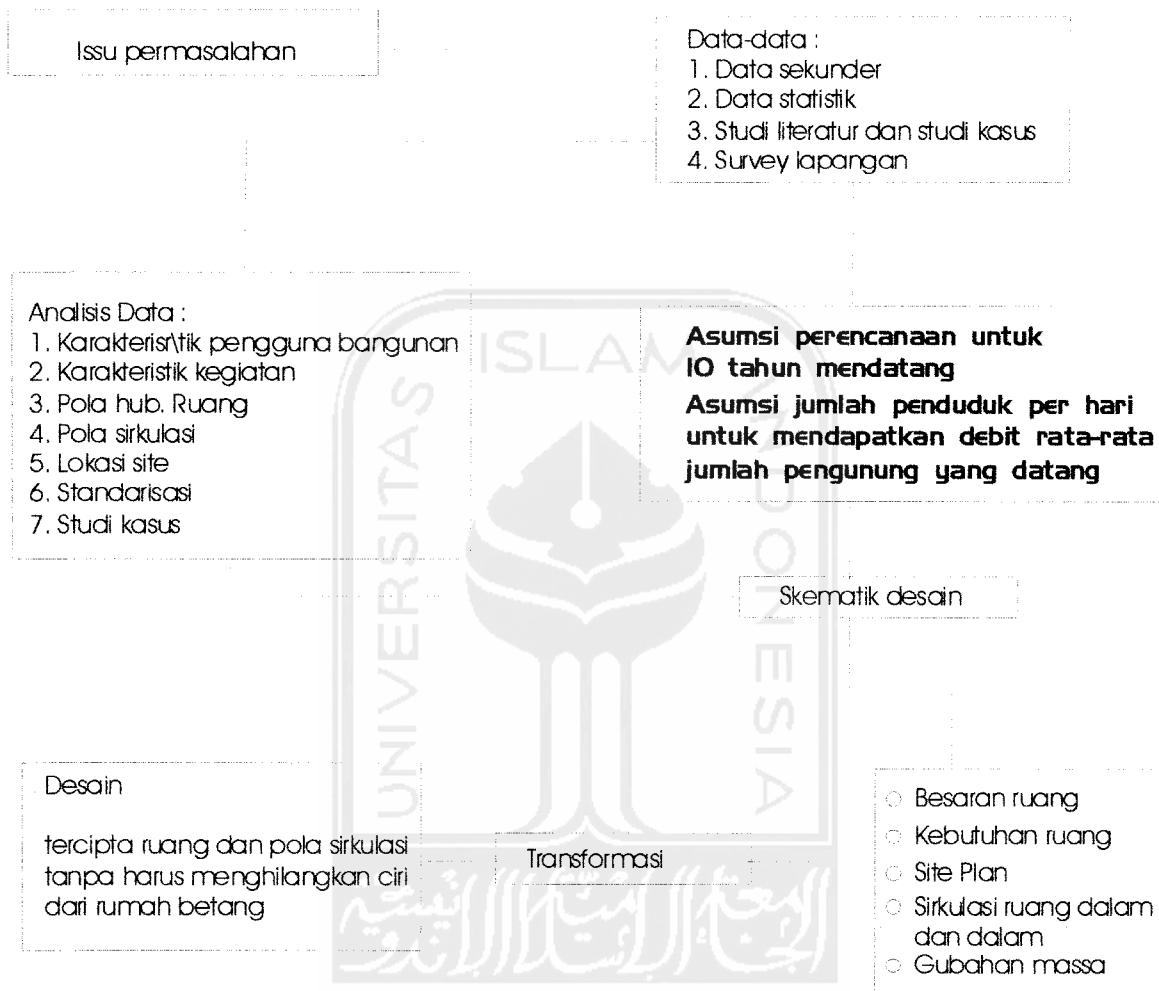 Issu permasalahan
Data-data :
1. Data sekunder
2. Data statistik
3. Studi literatur dan studi kasus
4. Survey lapangan
Analisis Data :
1. Karakterisr\tik pengguna bangunan
2. Karakteristik kegiatan
3. Pola hub. Ruang
4. Pola sirkulasi
5. Lokasi site
6. Standarisasi
7. Studi kasus
Asumsi perencanaan untuk
IO tahun mendatang
Asumsi jumlah penduduk per hari
untuk mendapatkan debit rata-rata
jumlah pengunung yang datang
Skematik desain
Desain
tercipta ruang dan pola sirkulasi
tanpa harus menghilangkan ciri
dari rumah betang
Transformasi
Besaran ruang
Kebutuhan ruang
Site Plan
Sirkulasi ruang dalam
dan dalam
Gubahan massa
UNIVERSITAS
ISLAM
INDONESIA